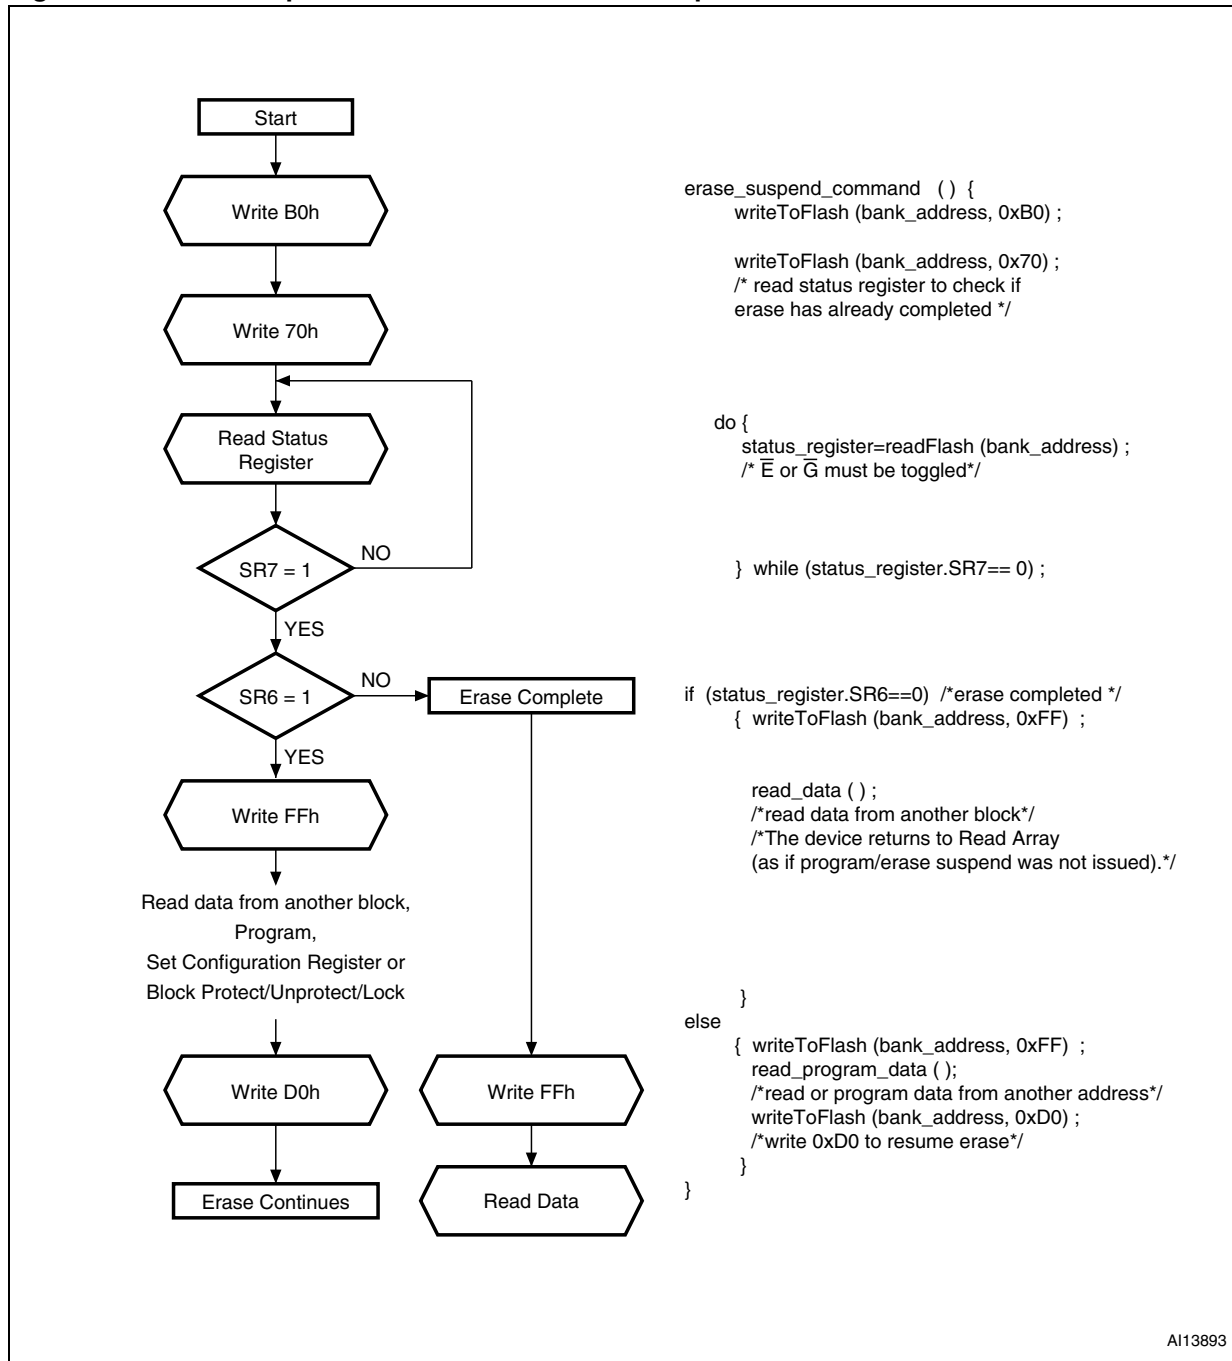 Start
Write B0h
Write 70h
Read Status
Register
NO
SR7 = 1
YES
NO
SR6 = 1
Erase Complete
YES
Write FFh
Read data from another block,
Program,
Set Configuration Register or
Block Protect/Unprotect/Lock
Write D0h
Write FFh
Erase Continues
Read Data
erase_suspend_command ( ) {
writeToFlash (bank_address, 0xB0) ;
writeToFlash (bank_address, 0x70) ;
/* read status register to check if
erase has already completed */
do {
status_register=readFlash (bank_address) ;
/* E̅ or G̅ must be toggled*/
} while (status_register.SR7== 0) ;
if (status_register.SR6==0) /*erase completed */
{ writeToFlash (bank_address, 0xFF) ;
read_data ( ) ;
/*read data from another block*/
/*The device returns to Read Array
(as if program/erase suspend was not issued).*/
}
else
{ writeToFlash (bank_address, 0xFF) ;
read_program_data ( );
/*read or program data from another address*/
writeToFlash (bank_address, 0xD0) ;
/*write 0xD0 to resume erase*/
}
}
AI13893